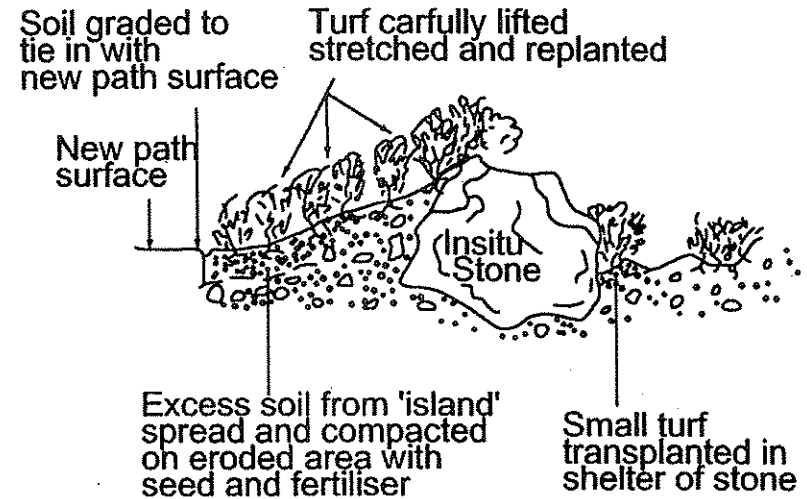 Soil graded to
tie in with
new path surface
Turf carfully lifted
stretched and replanted
New path
surface
Insitu
Stone
Excess soil from 'island'
spread and compacted
on eroded area with
seed and fertiliser
Small turf
transplanted in
shelter of stone